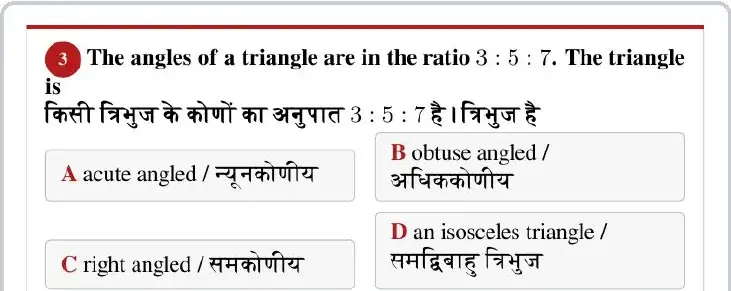 3 The angles of a triangle are in the ratio 3 : 5 : 7. The triangle
is
किसी त्रिभुज के कोणों का अनुपात 3 : 5 : 7 है। त्रिभुज है
A acute angled / न्यूनकोणीय
B obtuse angled /
अधिककोणीय
C right angled / समकोणीय
D an isosceles triangle /
समद्विबाहु त्रिभुज